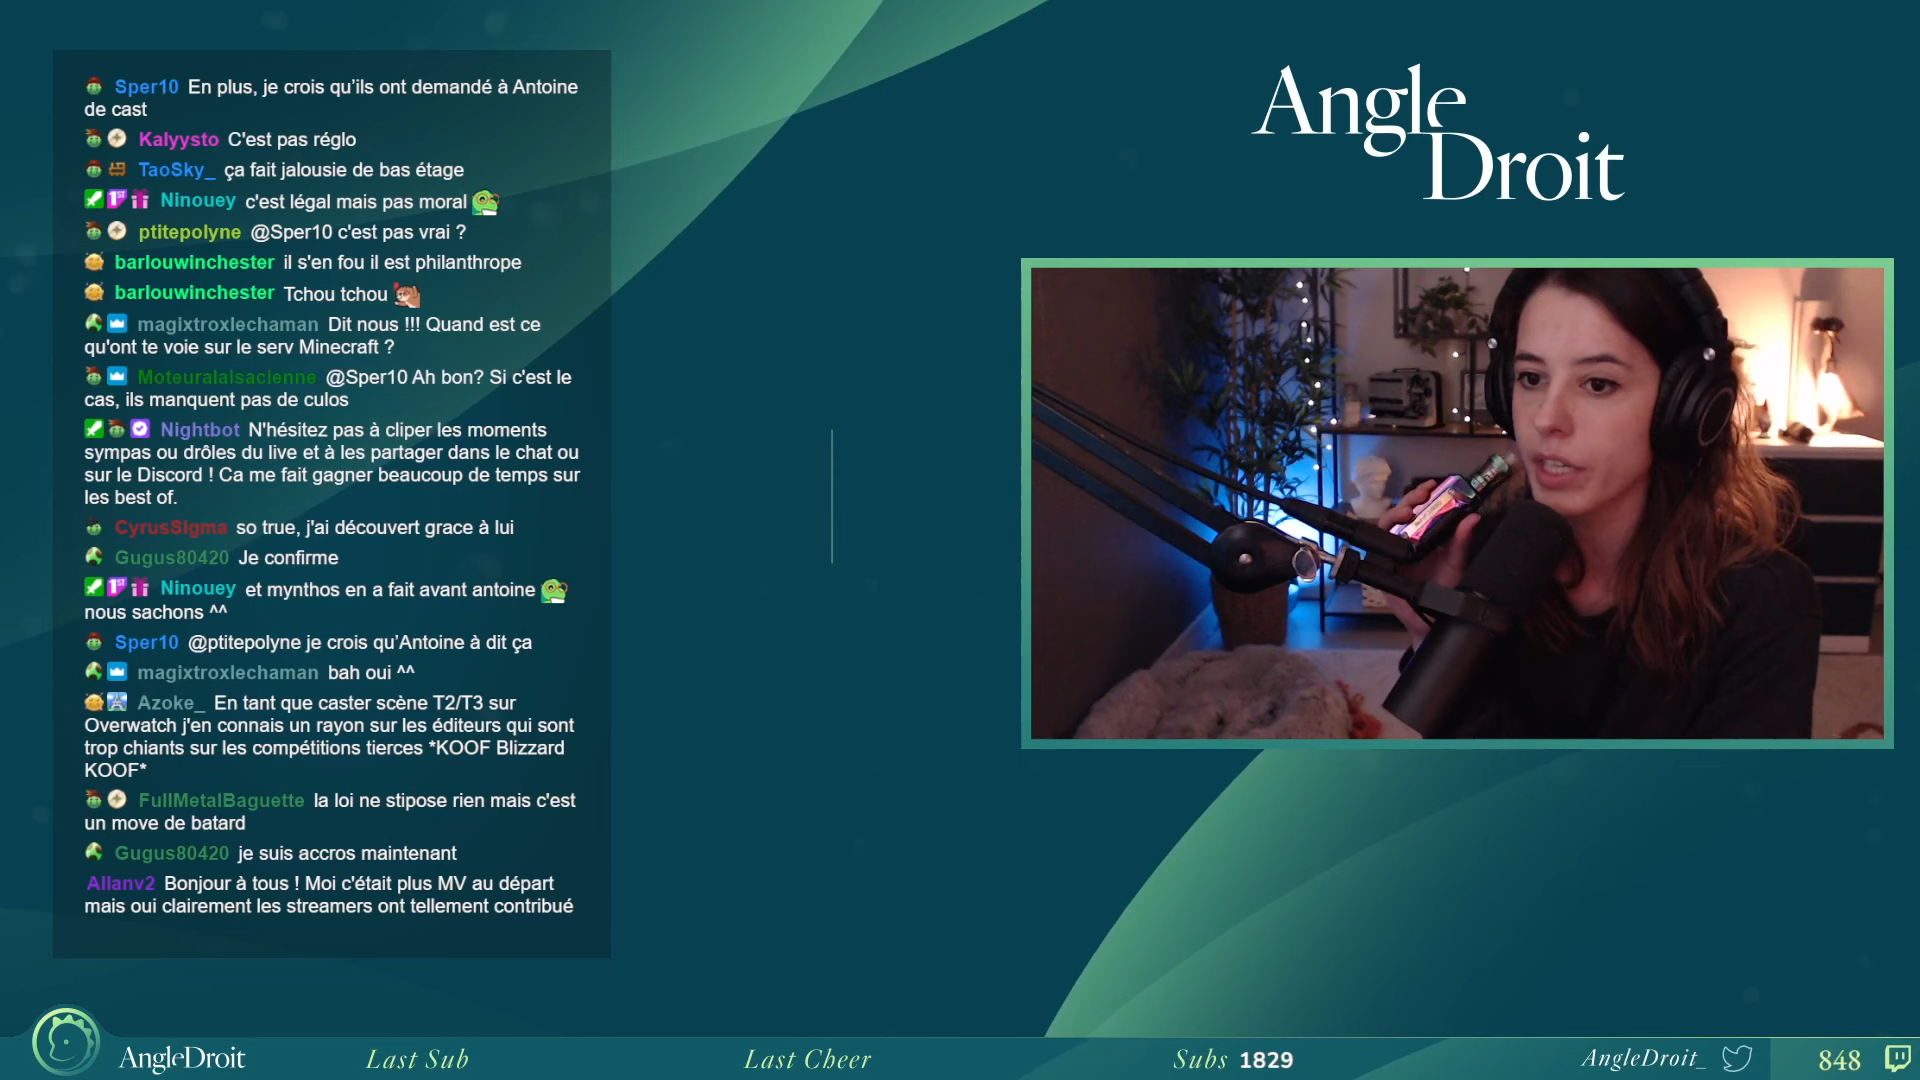 Sper10 En plus, je crois qu’ils ont demandé à Antoine
de cast
Kalyysto C'est pas réglo
TaoSky_ ça fait jalousie de bas étage
Ninouey c'est légal mais pas moral
ptitepolyne @Sper10 c'est pas vrai ?
barlouwinchester il s'en fou il est philanthrope
barlouwinchester Tchou tchou
magixtroxlechaman Dit nous !!! Quand est ce
qu'ont te voie sur le serv Minecraft ?
Moteuralalsacienne @Sper10 Ah bon? Si c'est le
cas, ils manquent pas de culos
Nightbot N'hésitez pas à cliper les moments
sympas ou drôles du live et à les partager dans le chat ou
sur le Discord ! Ca me fait gagner beaucoup de temps sur
les best of.
CyrusSigma so true, j'ai découvert grace à lui
Gugus80420 Je confirme
Ninouey et mynthos en a fait avant antoine
nous sachons ^^
Sper10 @ptitepolyne je crois qu’Antoine à dit ça
magixtroxlechaman bah oui ^^
Azoke_ En tant que caster scène T2/T3 sur
Overwatch j'en connais un rayon sur les éditeurs qui sont
trop chiants sur les compétitions tierces *KOOF Blizzard
KOOF*
FullMetalBaguette la loi ne stipose rien mais c'est
un move de batard
Gugus80420 je suis accros maintenant
Allanv2 Bonjour à tous ! Moi c'était plus MV au départ
mais oui clairement les streamers ont tellement contribué
Angle
Droit
AngleDroit
Last Sub
Last Cheer
Subs 1829
AngleDroit_
848